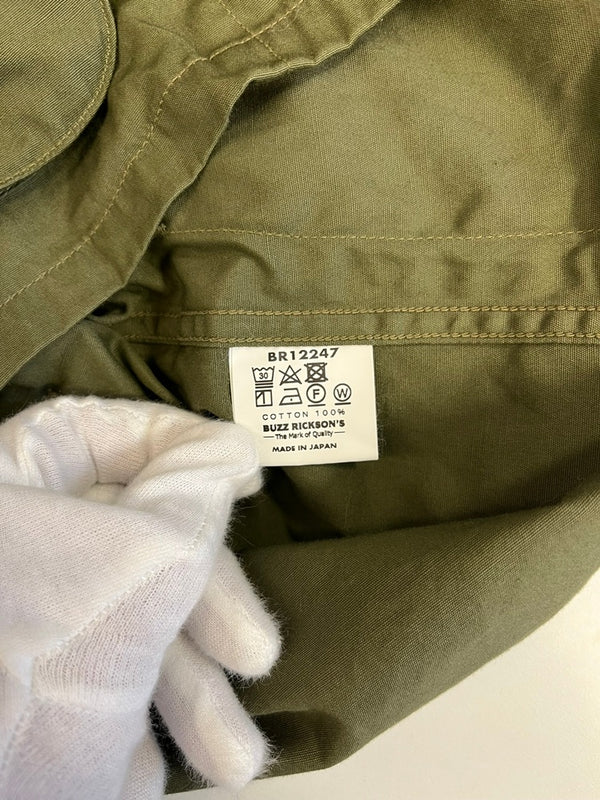 BR12247
30
F W
COTTON 100%
BUZZ RICKSON'S
The Mark of Quality
MADE IN JAPAN